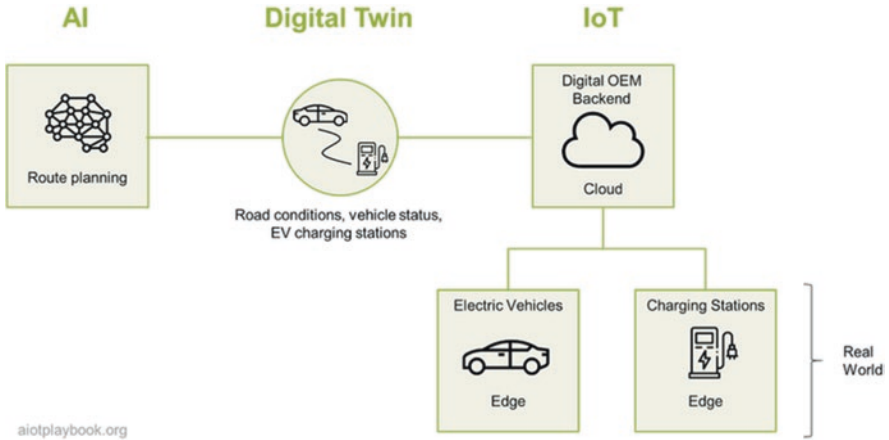 AI
Digital Twin
IoT
Route planning
Road conditions, vehicle status,
EV charging stations
Digital OEM
Backend
Cloud
Electric Vehicles
Edge
Charging Stations
Edge
Real
World
aiotplaybook.org